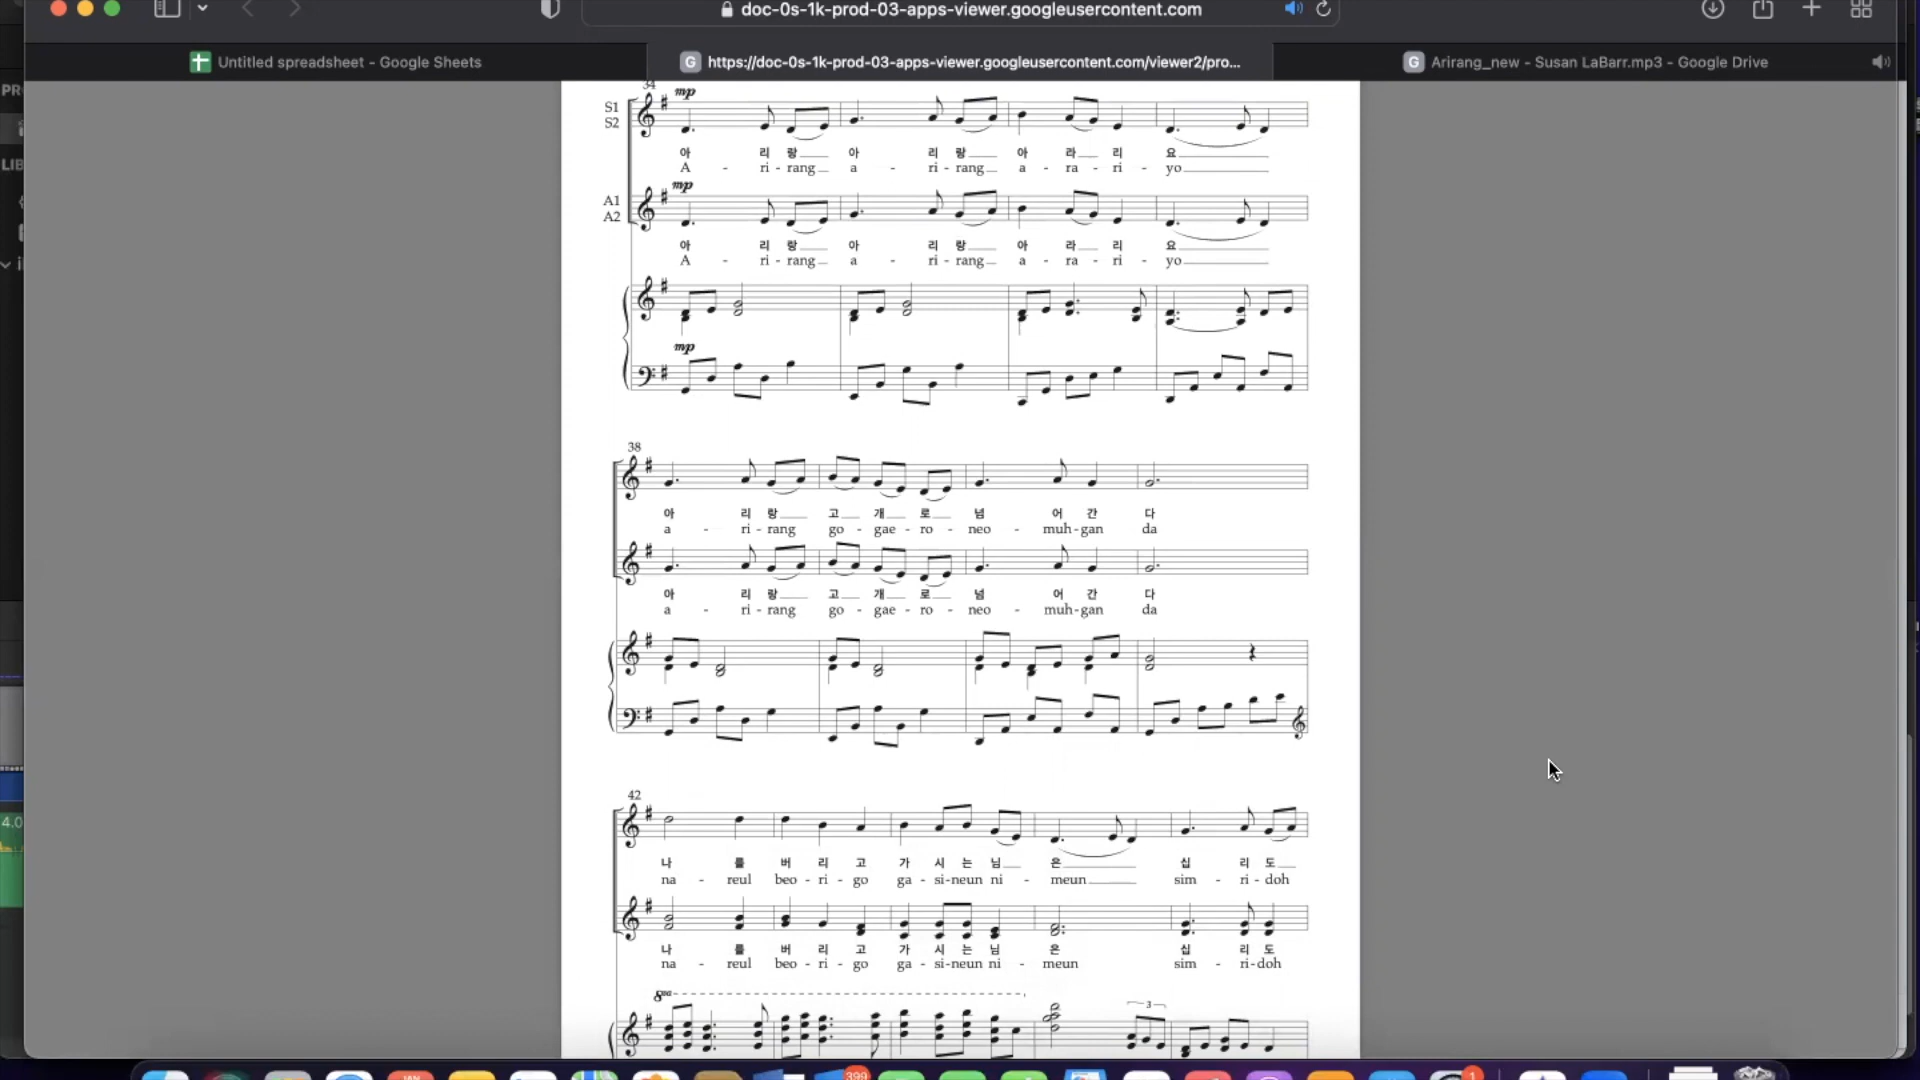 doc-0s-1k-prod-03-apps-viewer.googleusercontent.com
Untitled spreadsheet - Google Sheets
https://doc-0s-1k-prod-03-apps-viewer.googleusercontent.com/viewer2/pro...
Arirang_new - Susan LaBarr.mp3 - Google Drive
PR
LIB
34
mp
S1
S2
아 리 랑 아 리 랑 아 라 리 요
A - ri - rang a - ri - rang a - ra - ri - yo
mp
A1
A2
아 리 랑 아 리 랑 아 라 리 요
A - ri - rang a - ri - rang a - ra - ri - yo
mp
38
아 리 랑 고 개 로 넘 어 간 다
a - ri - rang go - gae - ro - neo - muh - gan da
아 리 랑 고 개 로 넘 어 간 다
a - ri - rang go - gae - ro - neo - muh - gan da
42
나 를 버 리 고 가 시 는 님 은 십 리 도
na - reul beo - ri - go ga - si - neun ni - meun sim - ri - doh
나 를 버 리 고 가 시 는 님 은 십 리 도
na - reul beo - ri - go ga - si - neun ni - meun sim - ri - doh
8va
3
4.0
399
1